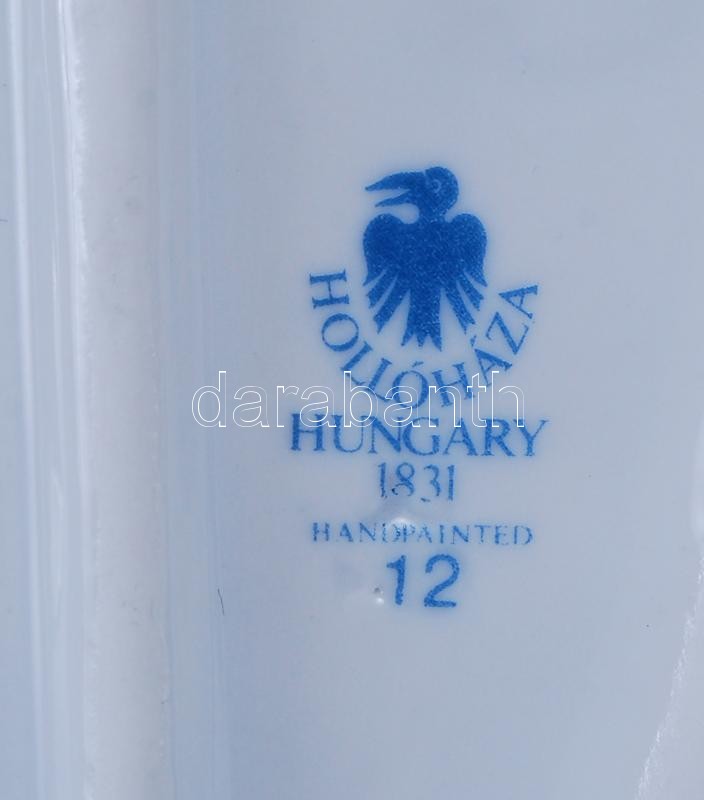 HOLLÓHÁZA
darabanth
HUNGARY
1831
HANDPAINTED
12